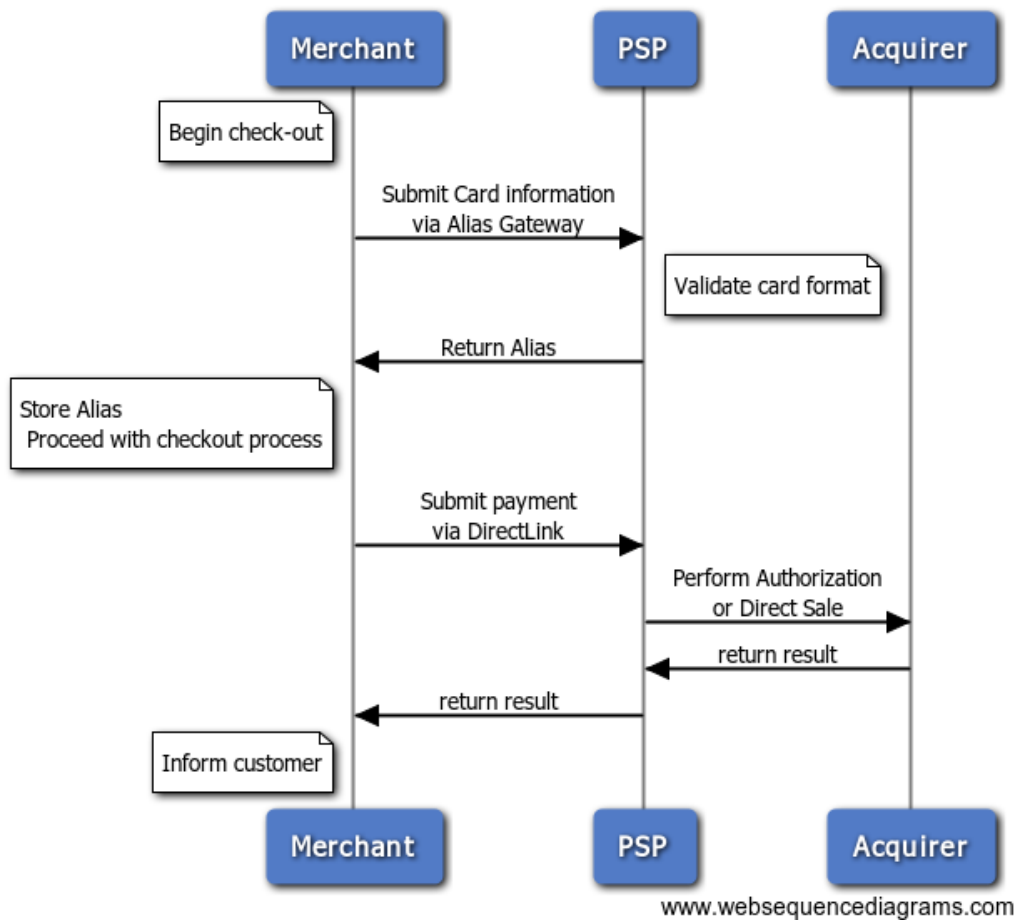 Merchant
PSP
Acquirer
Begin check-out
Submit Card information
via Alias Gateway
Validate card format
Return Alias
Store Alias
Proceed with checkout process
Submit payment
via DirectLink
Perform Authorization
or Direct Sale
return result
return result
Inform customer
Merchant
PSP
Acquirer
www.websequencediagrams.com